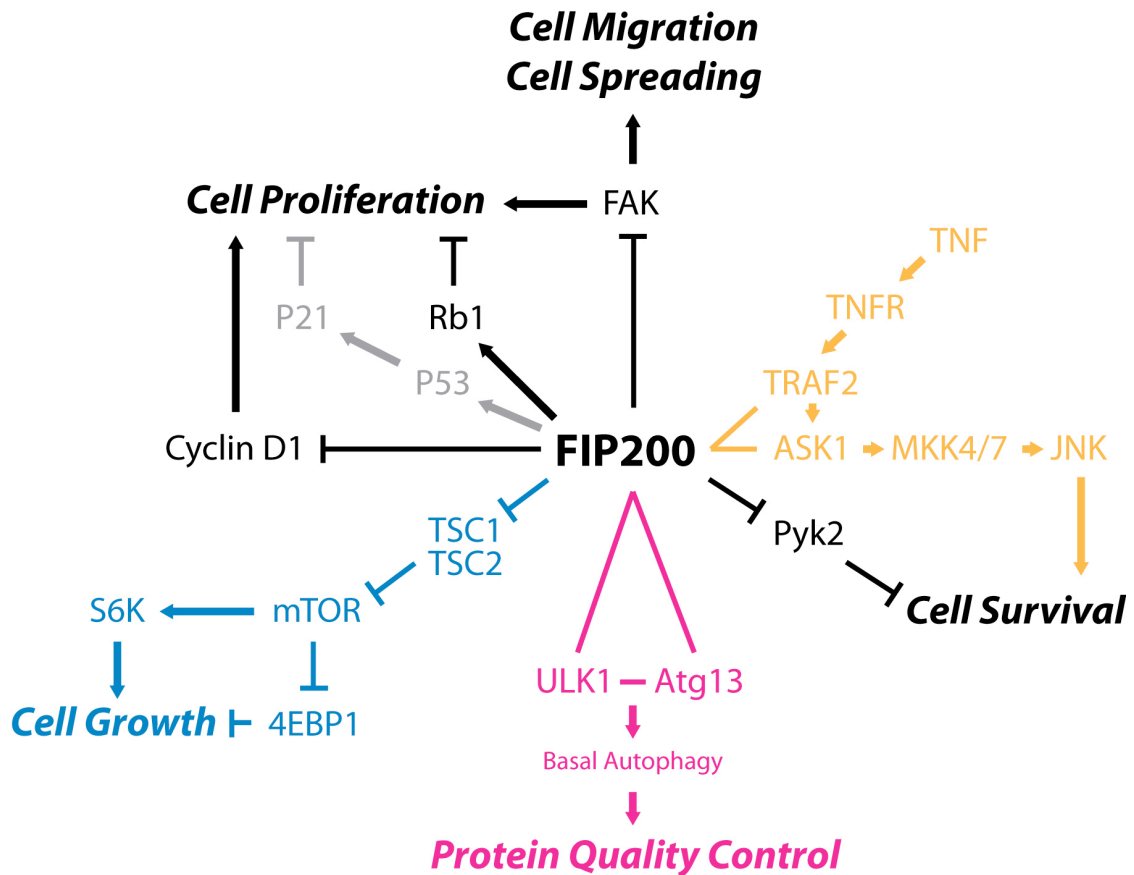 Cell Migration
Cell Spreading
Cell Proliferation
FAK
TNF
TNFR
P21
Rb1
P53
TRAF2
Cyclin D1
FIP200
ASK1
MKK4/7
JNK
TSC1
TSC2
Pyk2
S6K
mTOR
Cell Survival
ULK1
Atg13
Cell Growth
4EBP1
Basal Autophagy
Protein Quality Control